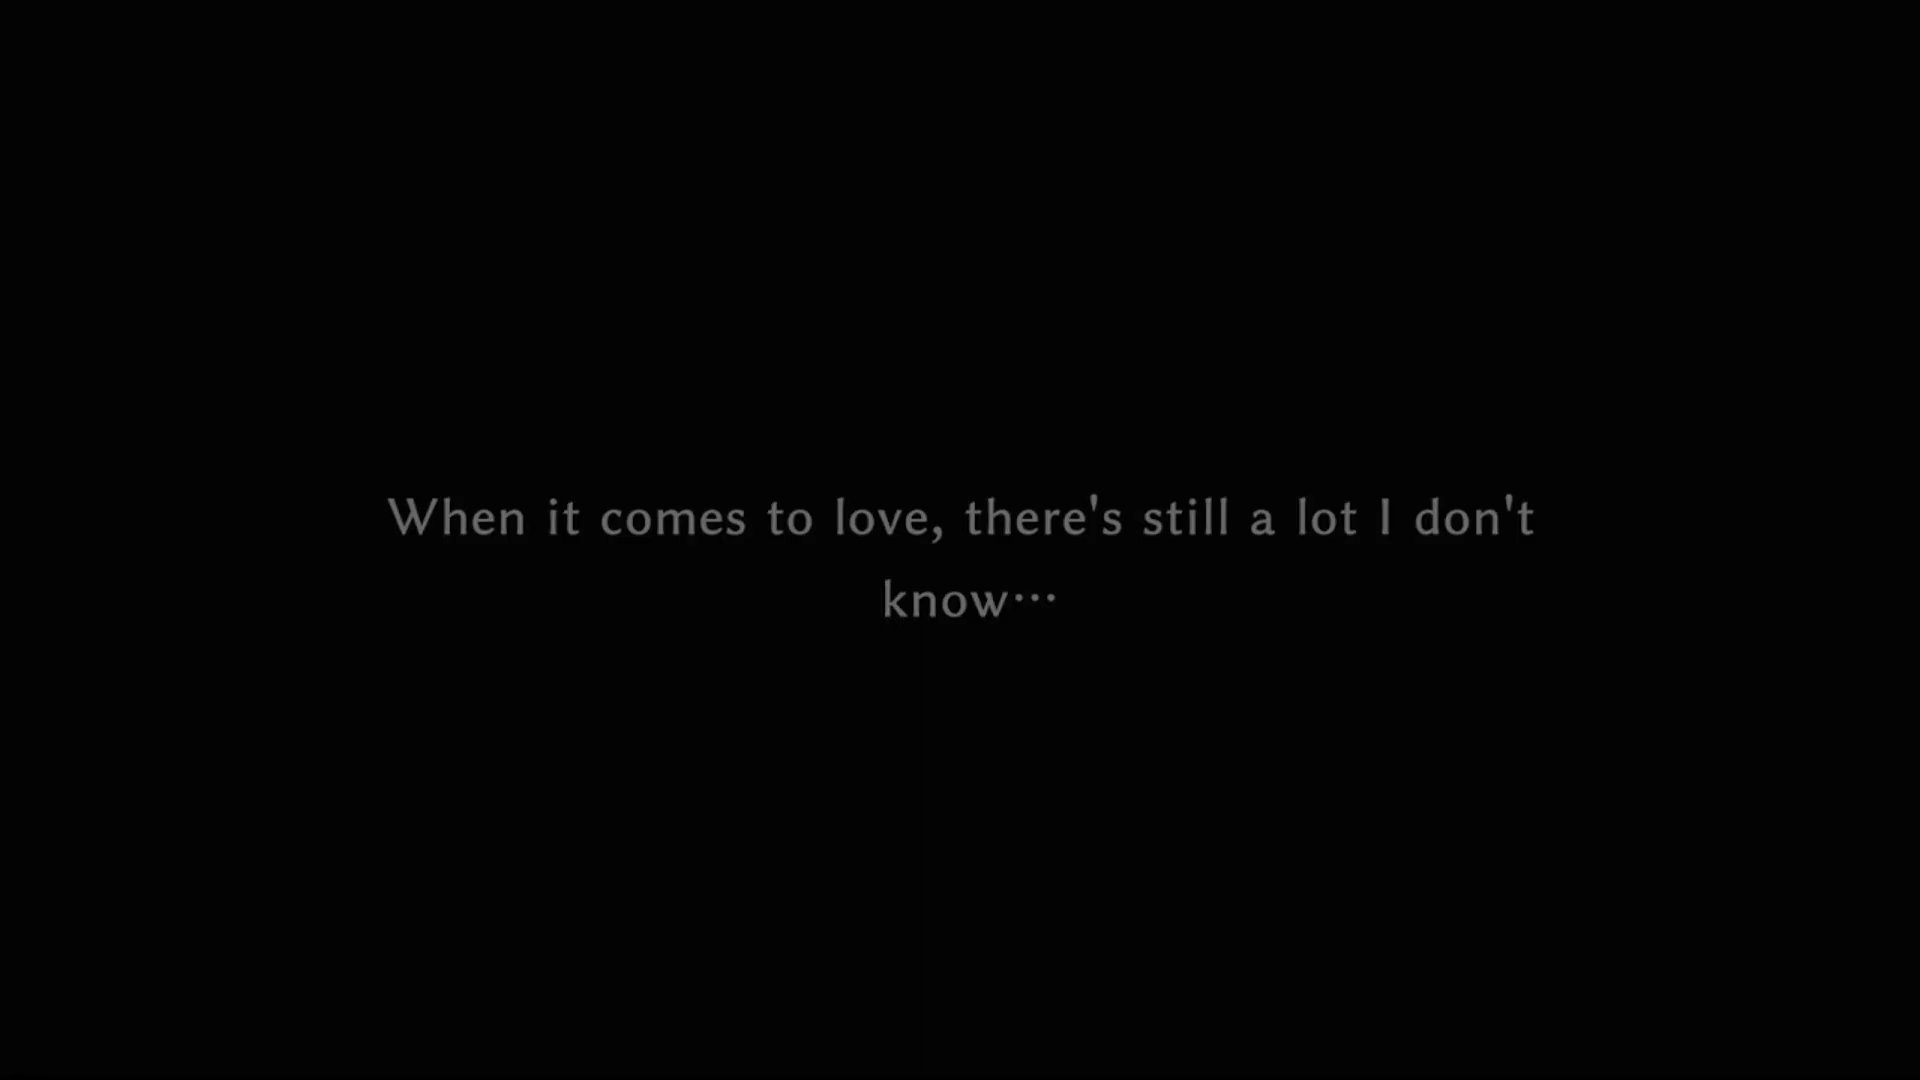 When it comes to love, there's still a lot I don't
know⋯